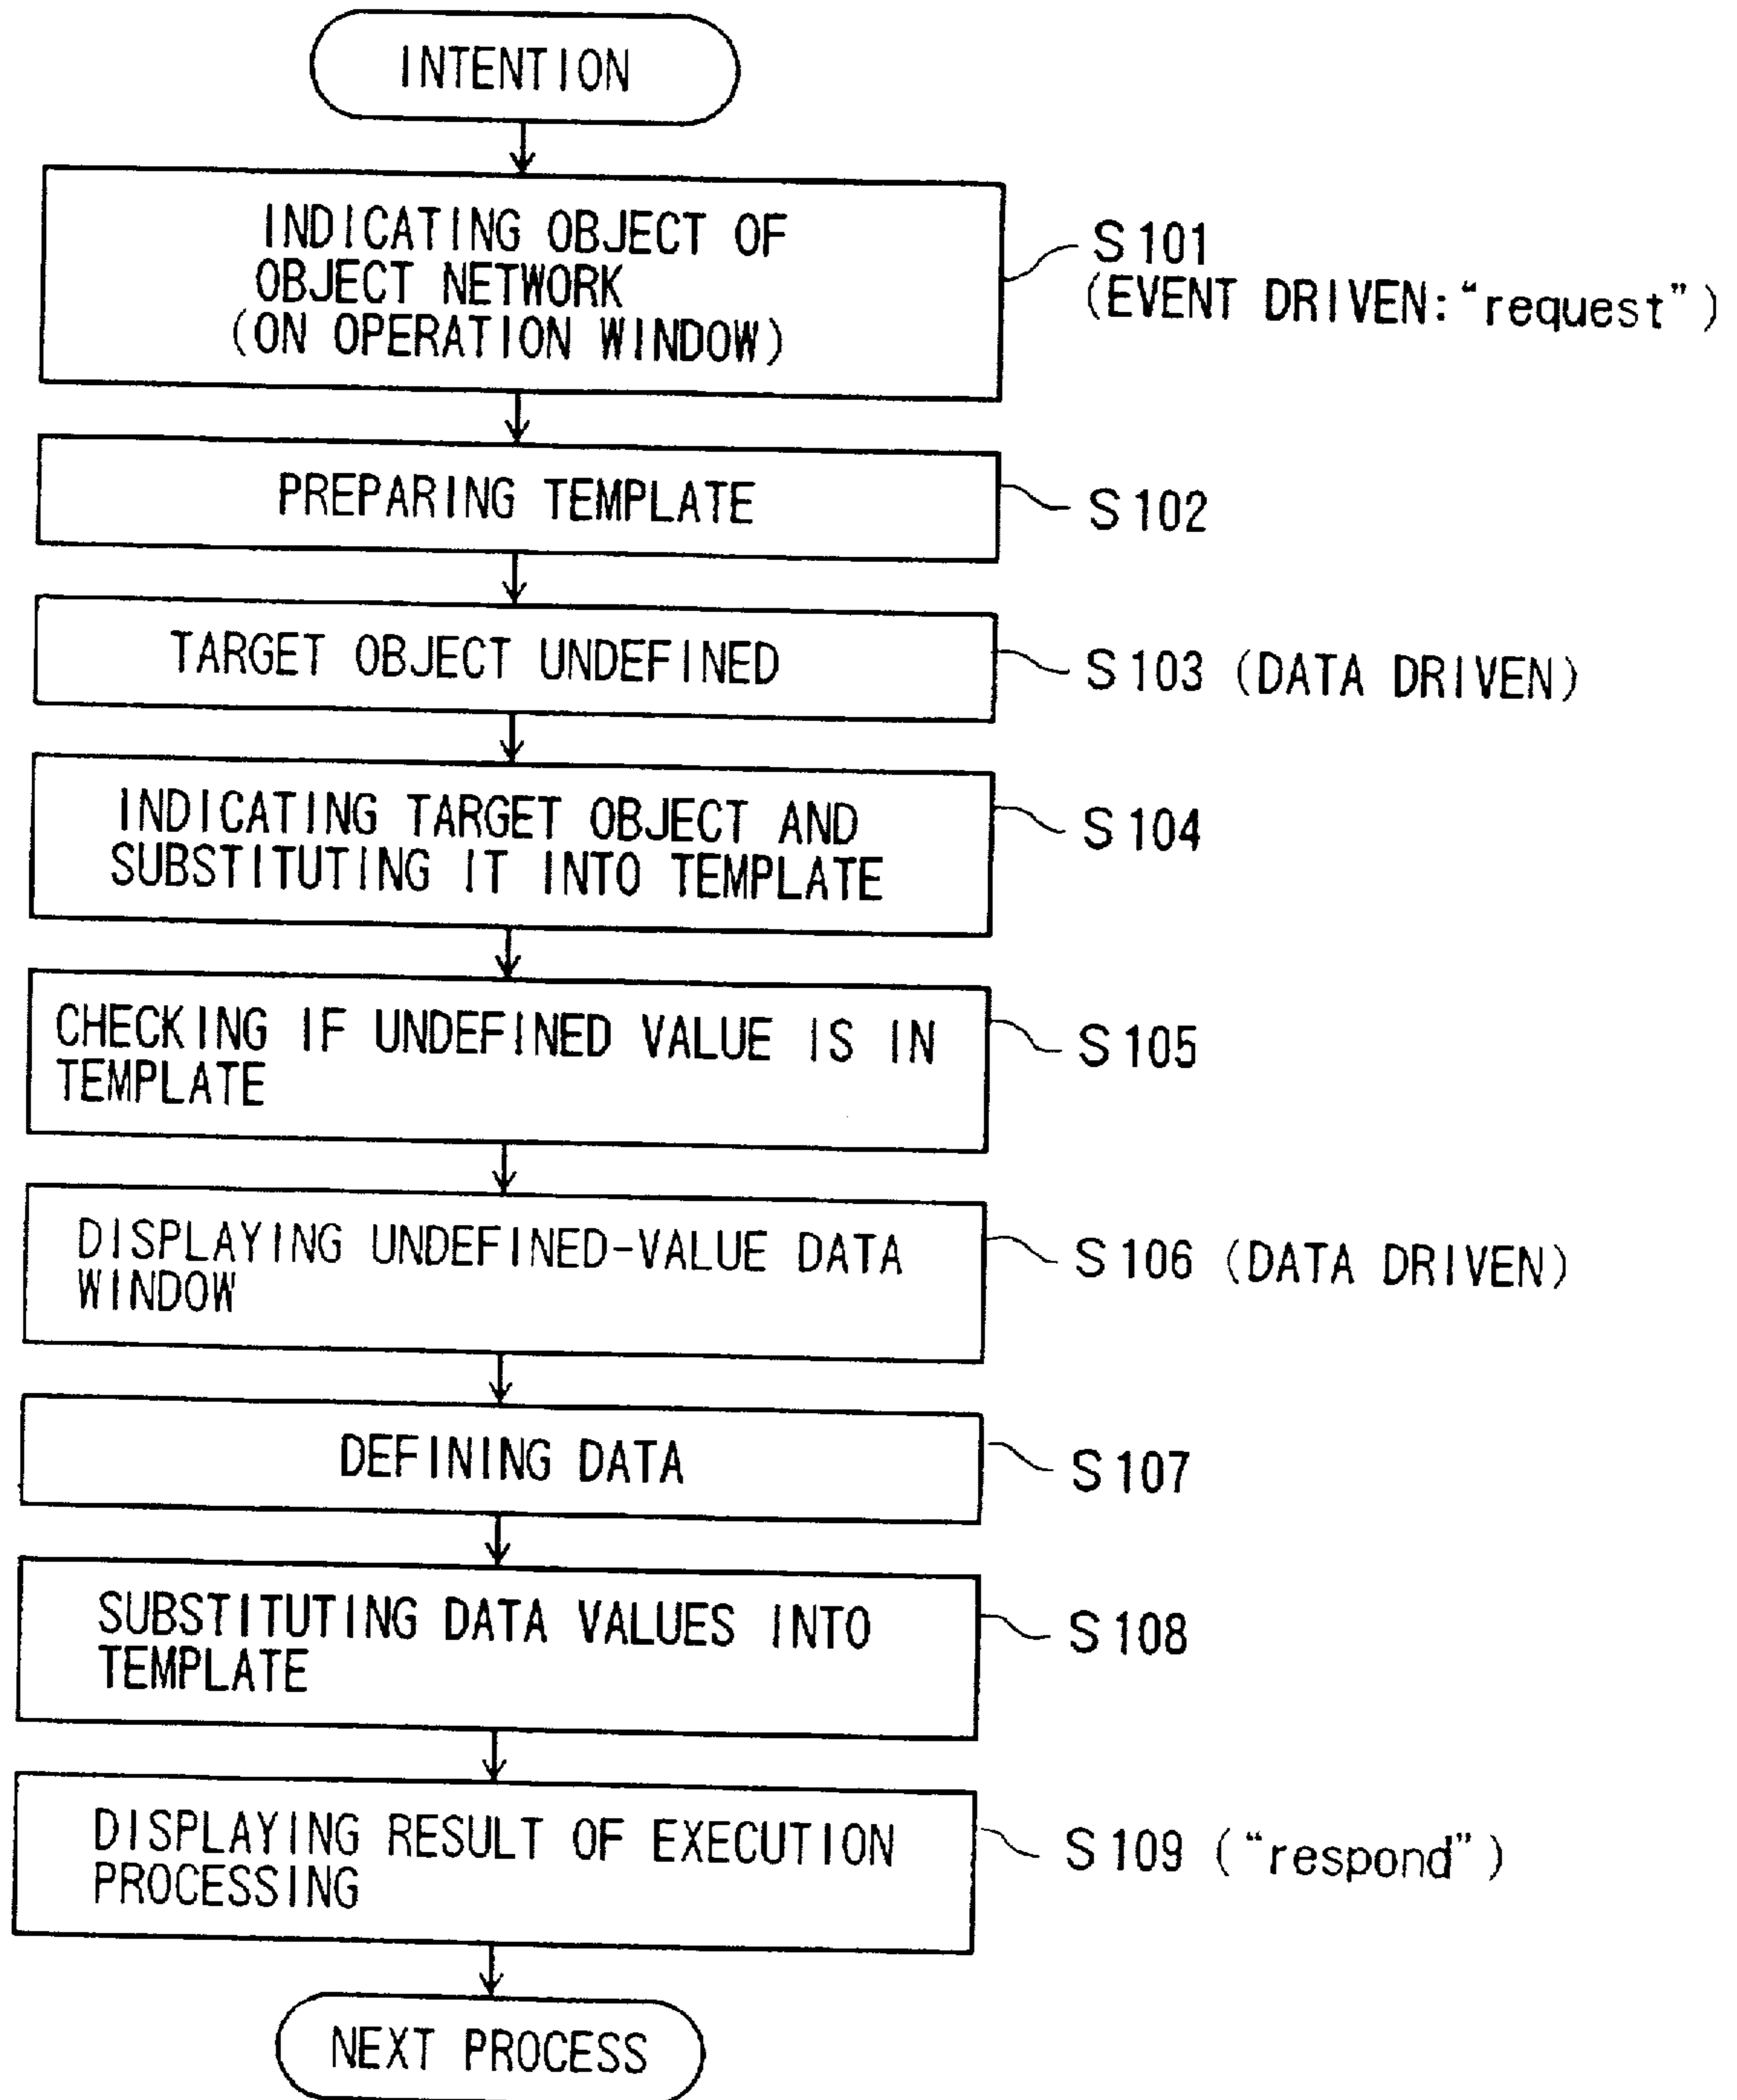 INTENTION
INDICATING OBJECT OF
OBJECT NETWORK
(ON OPERATION WINDOW)
S101
(EVENT DRIVEN:“request”)
PREPARING TEMPLATE
S102
TARGET OBJECT UNDEFINED
S103 (DATA DRIVEN)
INDICATING TARGET OBJECT AND
SUBSTITUTING IT INTO TEMPLATE
S104
CHECKING IF UNDEFINED VALUE IS IN
TEMPLATE
S105
DISPLAYING UNDEFINED-VALUE DATA
WINDOW
S106 (DATA DRIVEN)
DEFINING DATA
S107
SUBSTITUTING DATA VALUES INTO
TEMPLATE
S108
DISPLAYING RESULT OF EXECUTION
PROCESSING
S109 (“respond”)
NEXT PROCESS